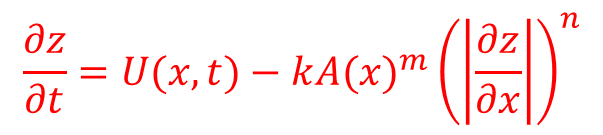 ∂z/∂t = U(x,t) − kA(x)^m (|∂z/∂x|)^n